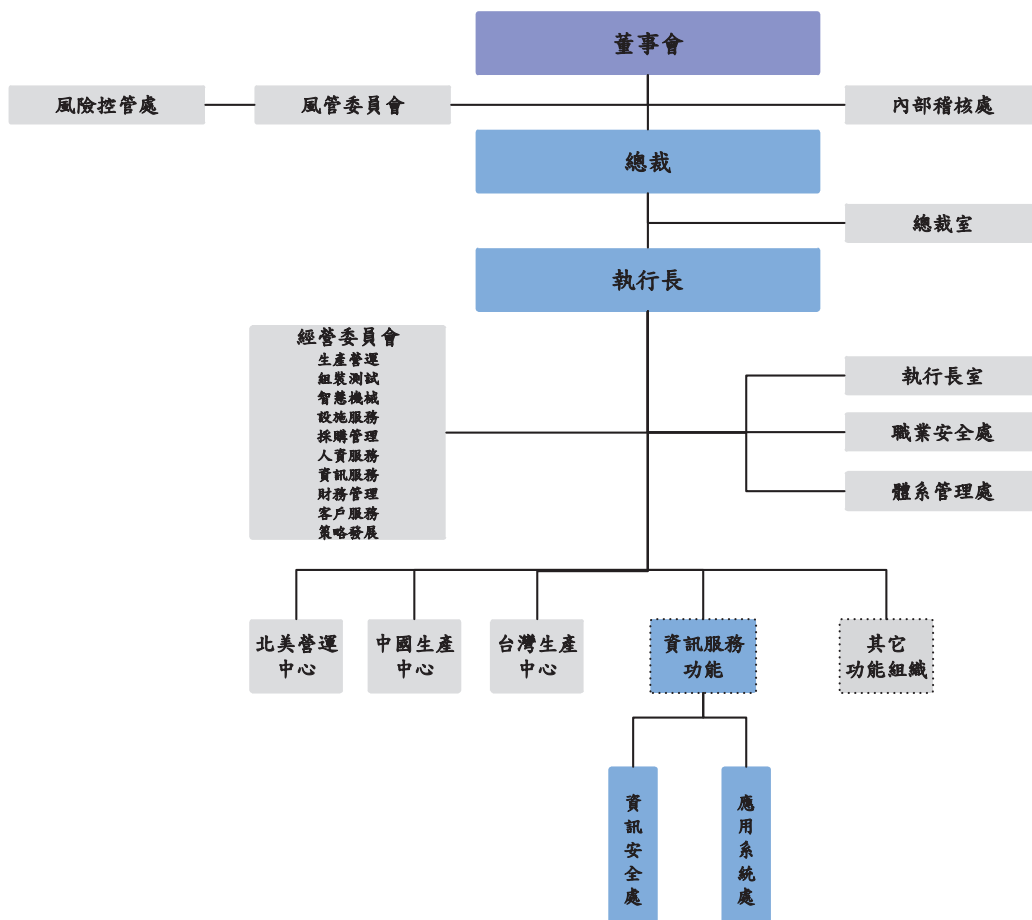 董事會
風險控管處
風管委員會
內部稽核處
總裁
總裁室
執行長
經營委員會
生產營運
組裝測試
智慧機械
設施服務
採購管理
人資服務
資訊服務
財務管理
客戶服務
策略發展
執行長室
職業安全處
體系管理處
北美營運
中心
中國生產
中心
台灣生產
中心
資訊服務
功能
其它
功能組織
資訊安全處
應用系統處